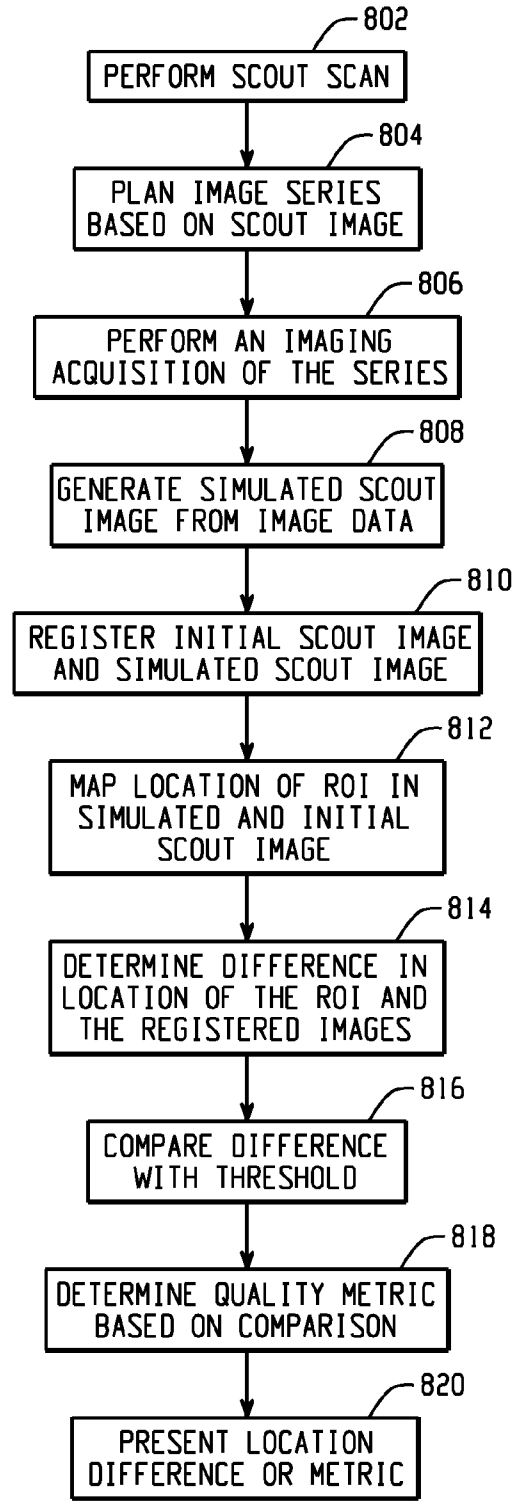 802
PERFORM SCOUT SCAN
804
PLAN IMAGE SERIES
BASED ON SCOUT IMAGE
806
PERFORM AN IMAGING
ACQUISITION OF THE SERIES
808
GENERATE SIMULATED SCOUT
IMAGE FROM IMAGE DATA
810
REGISTER INITIAL SCOUT IMAGE
AND SIMULATED SCOUT IMAGE
812
MAP LOCATION OF ROI IN
SIMULATED AND INITIAL
SCOUT IMAGE
814
DETERMINE DIFFERENCE IN
LOCATION OF THE ROI AND
THE REGISTERED IMAGES
816
COMPARE DIFFERENCE
WITH THRESHOLD
818
DETERMINE QUALITY METRIC
BASED ON COMPARISON
820
PRESENT LOCATION
DIFFERENCE OR METRIC